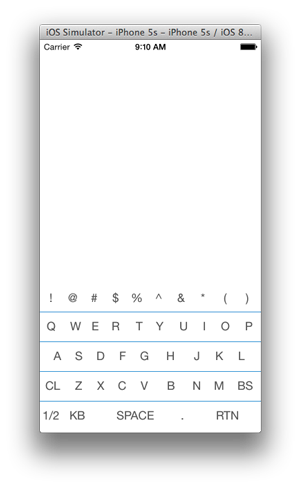 iOS Simulator - iPhone 5s - iPhone 5s / iOS 8...
Carrier 9:10 AM
! @ # $ % ^ & * ( )
Q W E R T Y U I O P
A S D F G H J K L
CL Z X C V B N M BS
1/2 KB SPACE . RTN